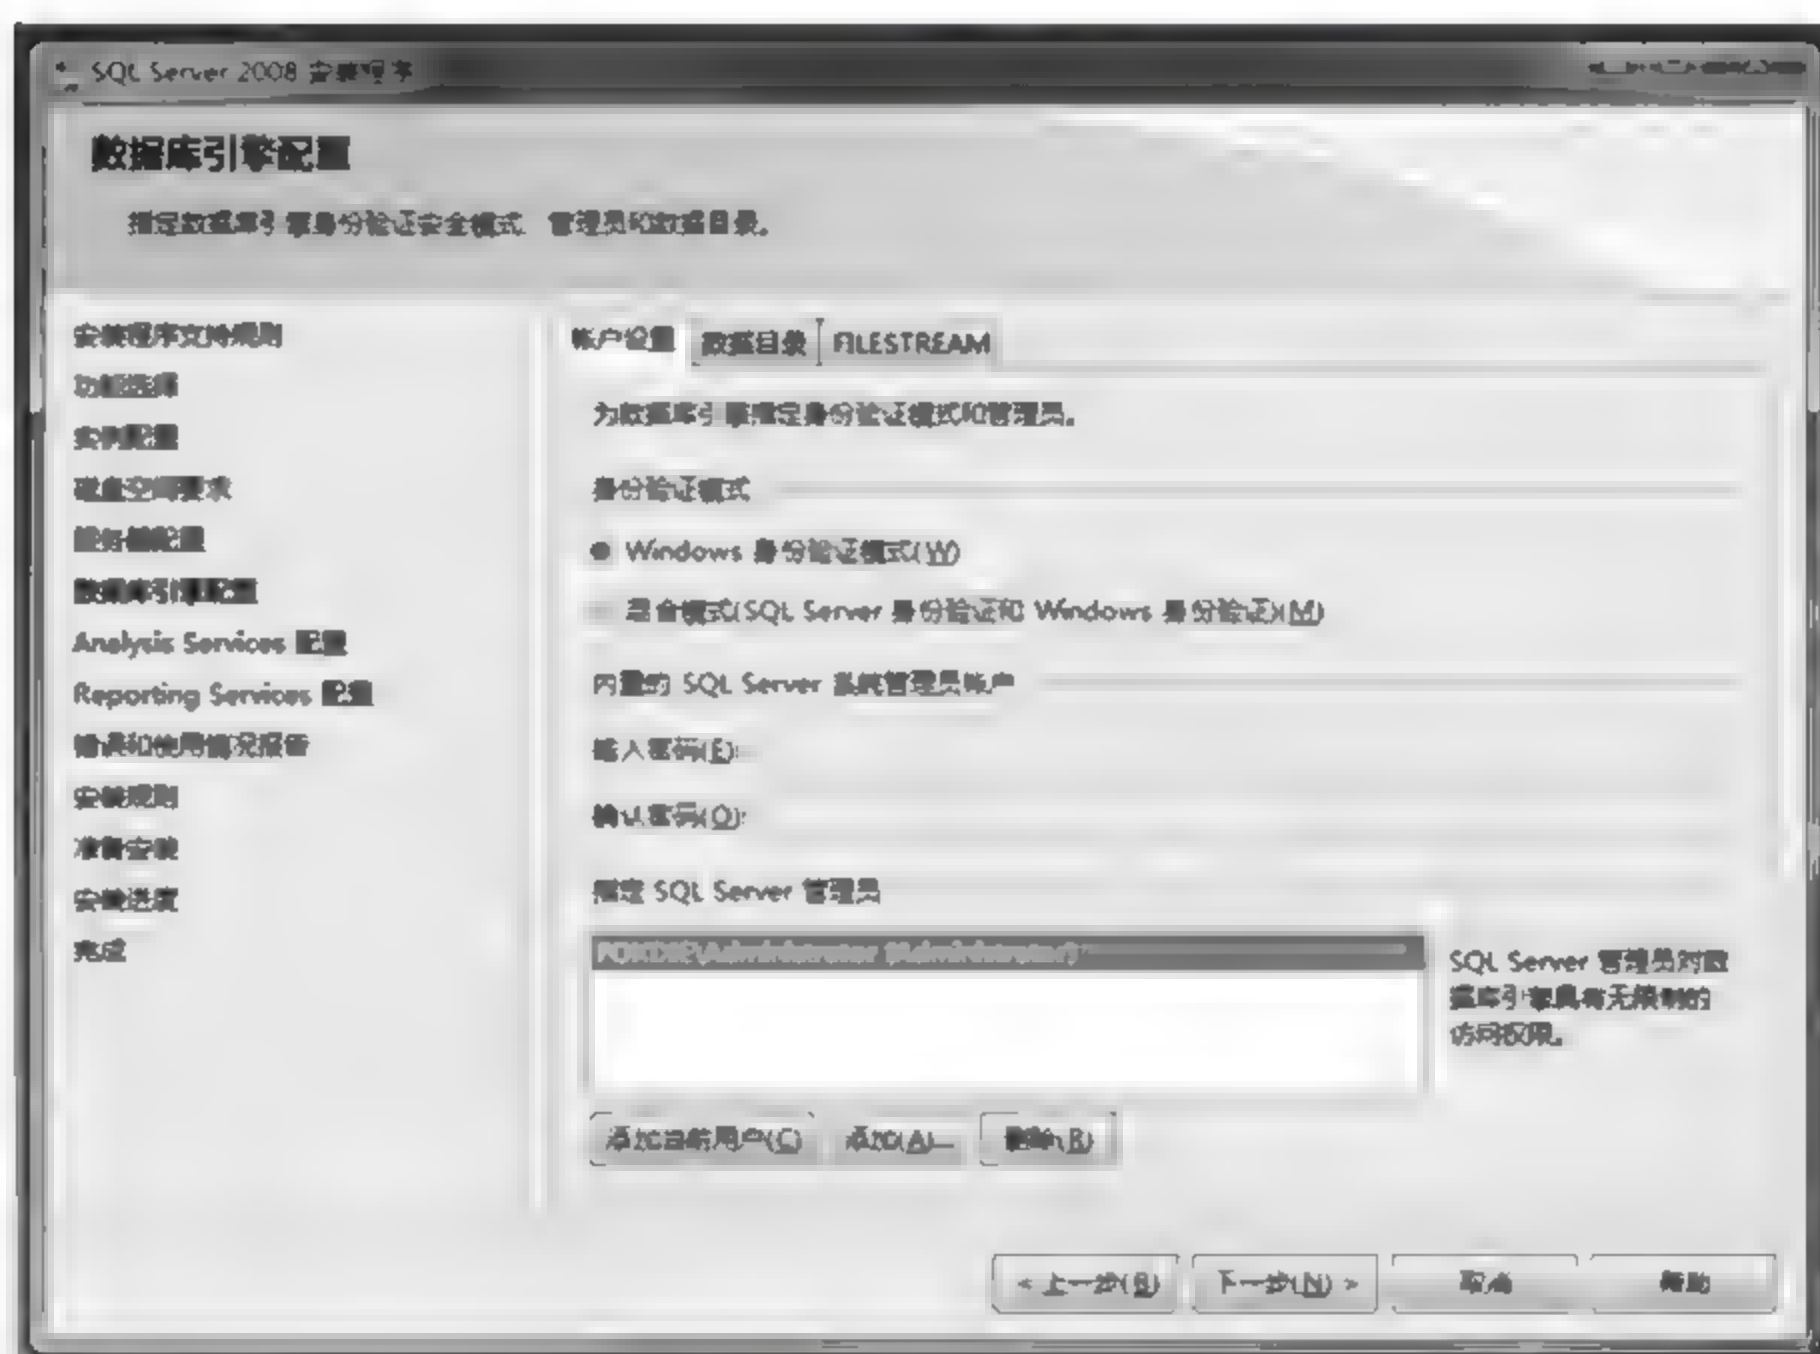 SQL Server 2008 安装程序
数据库引擎配置
指定数据库引擎身份验证安全模式 管理员和数据目录。
安装程序支持规则
功能选择
实例配置
磁盘空间要求
服务器配置
数据库引擎配置
Analysis Services 配置
Reporting Services 配置
错误和使用情况报告
安装规则
准备安装
安装进度
完成
帐户设置 数据目录 FILESTREAM
为数据库引擎指定身份验证模式和管理员。
身份验证模式
Windows 身份验证模式(W)
混合模式(SQL Server 身份验证和 Windows 身份验证)(M)
内置的 SQL Server 系统管理员帐户
输入密码(E):
确认密码(O):
指定 SQL Server 管理员
\Administrator (Administrator)
SQL Server 管理员对数
据库引擎具有无限制的
访问权限。
添加当前用户(C) 添加(A)... 删除(R)
< 上一步(B) 下一步(N) > 取消 帮助